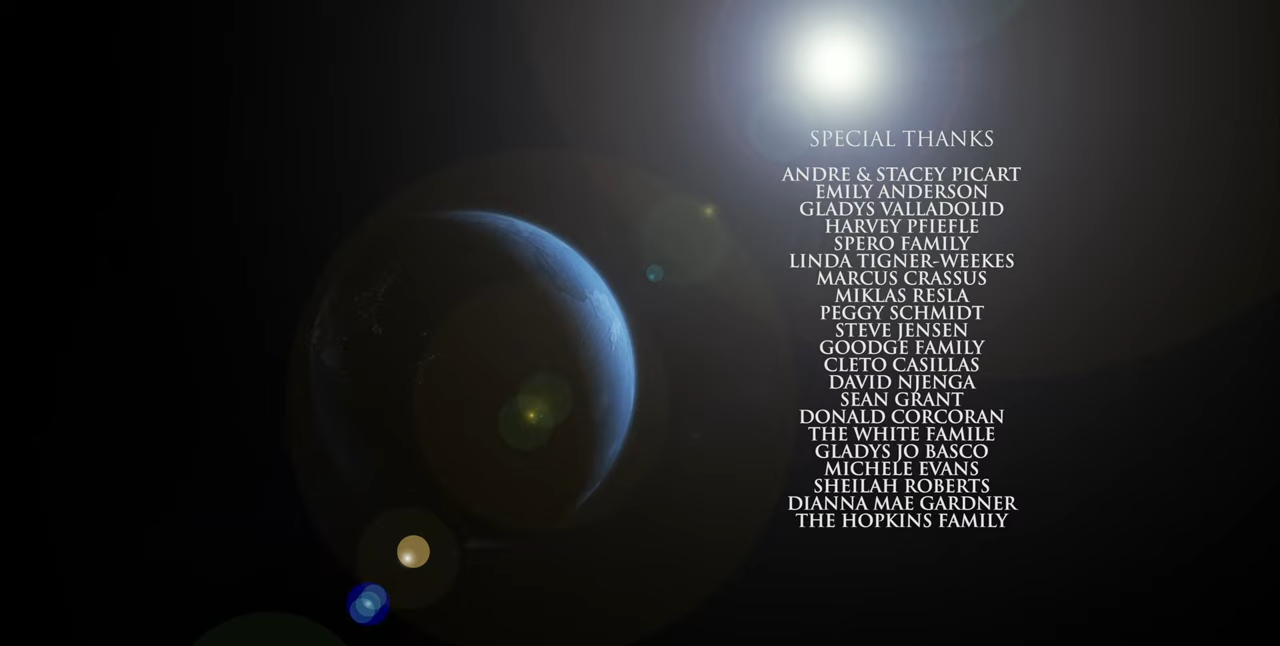 SPECIAL THANKS
ANDRE & STACEY PICART
EMILY ANDERSON
GLADYS VALLADOLID
HARVEY PFIEFLE
SPERO FAMILY
LINDA TIGNER-WEEKES
MARCUS CRASSUS
MIKLAS RESLA
PEGGY SCHMIDT
STEVE JENSEN
GOODGE FAMILY
CLETO CASILLAS
DAVID NJENGA
SEAN GRANT
DONALD CORCORAN
THE WHITE FAMILE
GLADYS JO BASCO
MICHELE EVANS
SHEILAH ROBERTS
DIANNA MAE GARDNER
THE HOPKINS FAMILY